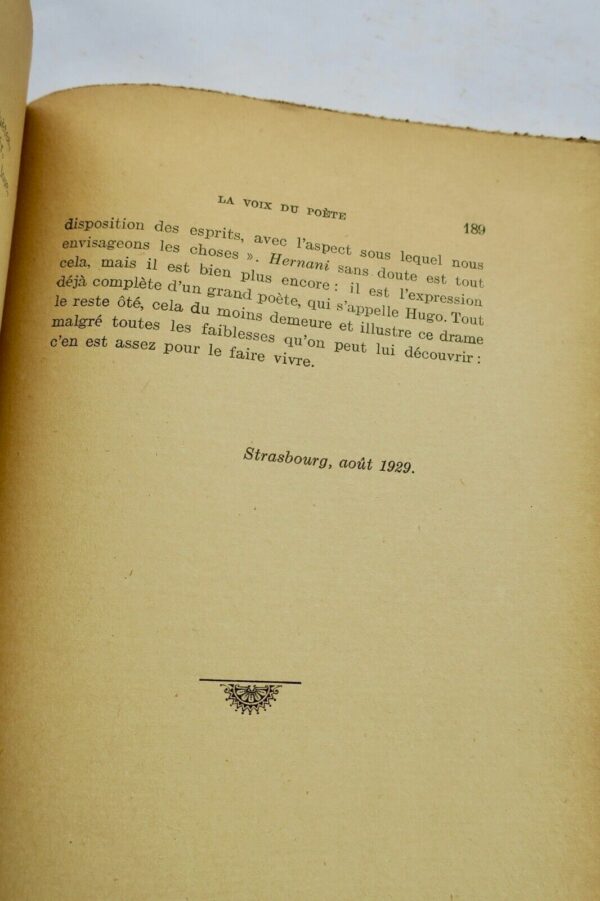 LA VOIX DU POÈTE
189
disposition des esprits, avec l'aspect sous lequel nous
envisageons les choses ». Hernani sans doute est tout
cela, mais il est bien plus encore : il est l'expression
déjà complète d'un grand poète, qui s'appelle Hugo. Tout
le reste ôté, cela du moins demeure et illustre ce drame
malgré toutes les faiblesses qu'on peut lui découvrir :
c'en est assez pour le faire vivre.
Strasbourg, août 1929.